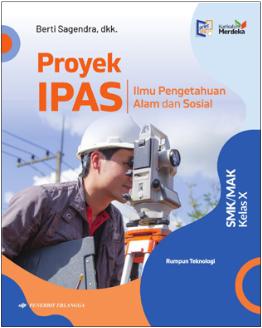 Berti Sagendra, dkk.
Kurikulum
Merdeka
Proyek
IPAS
Ilmu Pengetahuan
Alam dan Sosial
SMK/MAK
Kelas X
Rumpun Teknologi
PENERBIT ERLANGGA